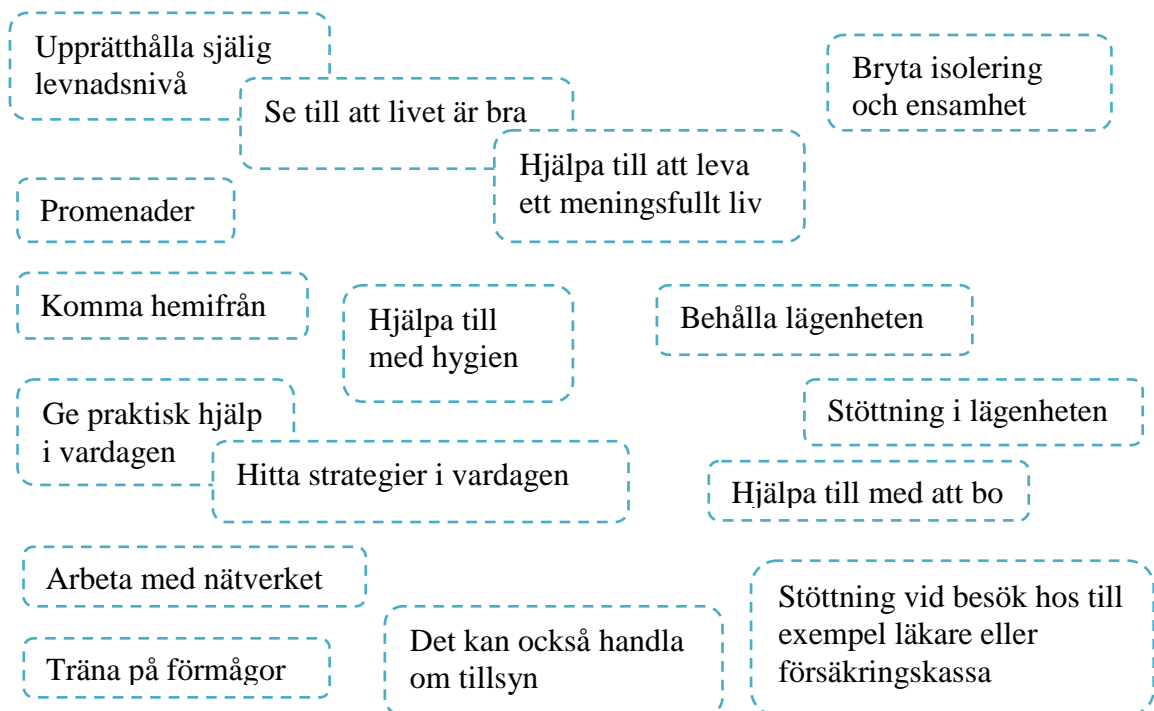 Upprätthålla själig
levnadsnivå
Se till att livet är bra
Bryta isolering
och ensamhet
Hjälpa till att leva
ett meningsfullt liv
Promenader
Komma hemifrån
Hjälpa till
med hygien
Behålla lägenheten
Ge praktisk hjälp
i vardagen
Stöttning i lägenheten
Hitta strategier i vardagen
Hjälpa till med att bo
Arbeta med nätverket
Stöttning vid besök hos till
exempel läkare eller
försäkringskassa
Det kan också handla
om tillsyn
Träna på förmågor